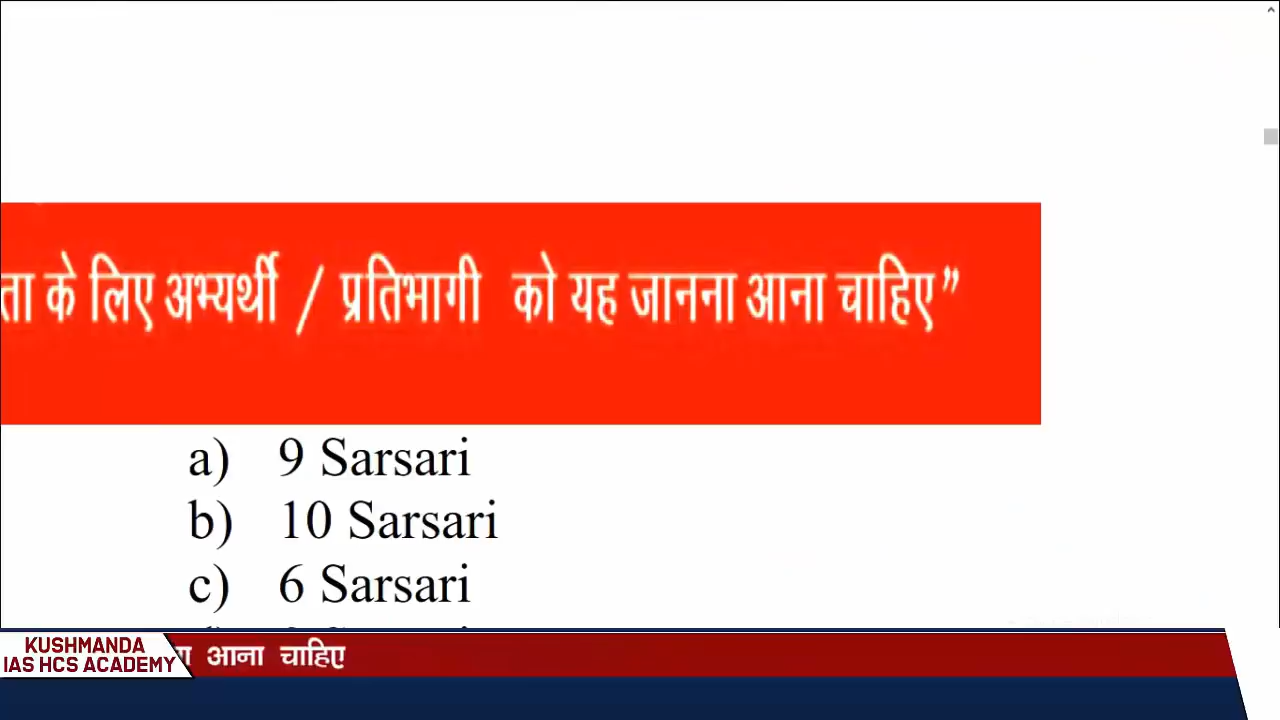 के लिए अभ्यर्थी / प्रतिभागी को यह जानना आना चाहिए”
a) 9 Sarsari
b) 10 Sarsari
c) 6 Sarsari
KUSHMANDA
IAS HCS ACADEMY
आना चाहिए